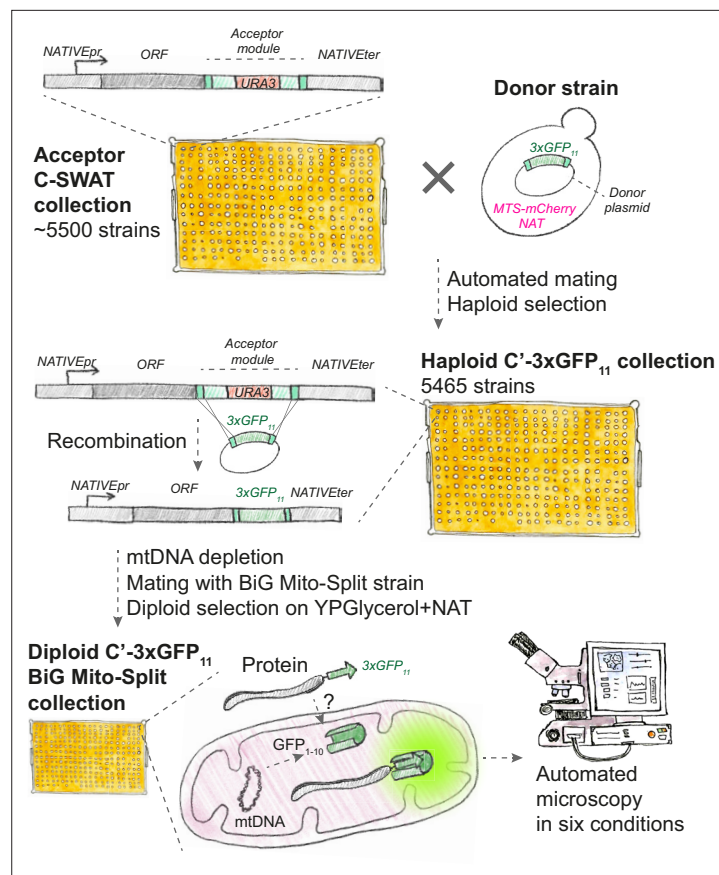 NATIVEpr
ORF
Acceptor
module
NATIVEter
URA3
Donor strain
3xGFP11
Donor
plasmid
MTS-mCherry
NAT
Acceptor
C-SWAT
collection
~5500 strains
Automated mating
Haploid selection
NATIVEpr
ORF
Acceptor
module
NATIVEter
URA3
3xGFP11
Recombination
NATIVEpr
ORF
3xGFP11
NATIVEter
Haploid C’-3xGFP11 collection
5465 strains
mtDNA depletion
Mating with BiG Mito-Split strain
Diploid selection on YPGlycerol+NAT
Diploid C’-3xGFP11
BiG Mito-Split
collection
Protein
3xGFP11
?
GFP1-10
mtDNA
Automated
microscopy
in six conditions